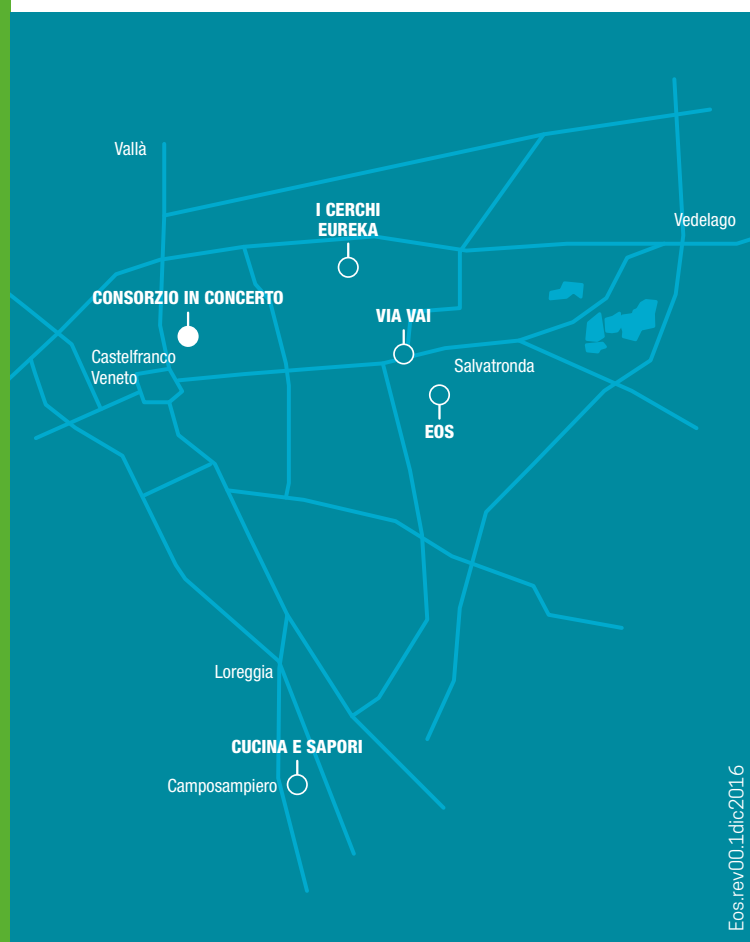 Vallà
I CERCHI
EUREKA
Vedelago
CONSORZIO IN CONCERTO
VIA VAI
Castelfranco
Veneto
Salvatronda
EOS
Loreggia
CUCINA E SAPORI
Camposampiero
Eos.rev00.1dic2016